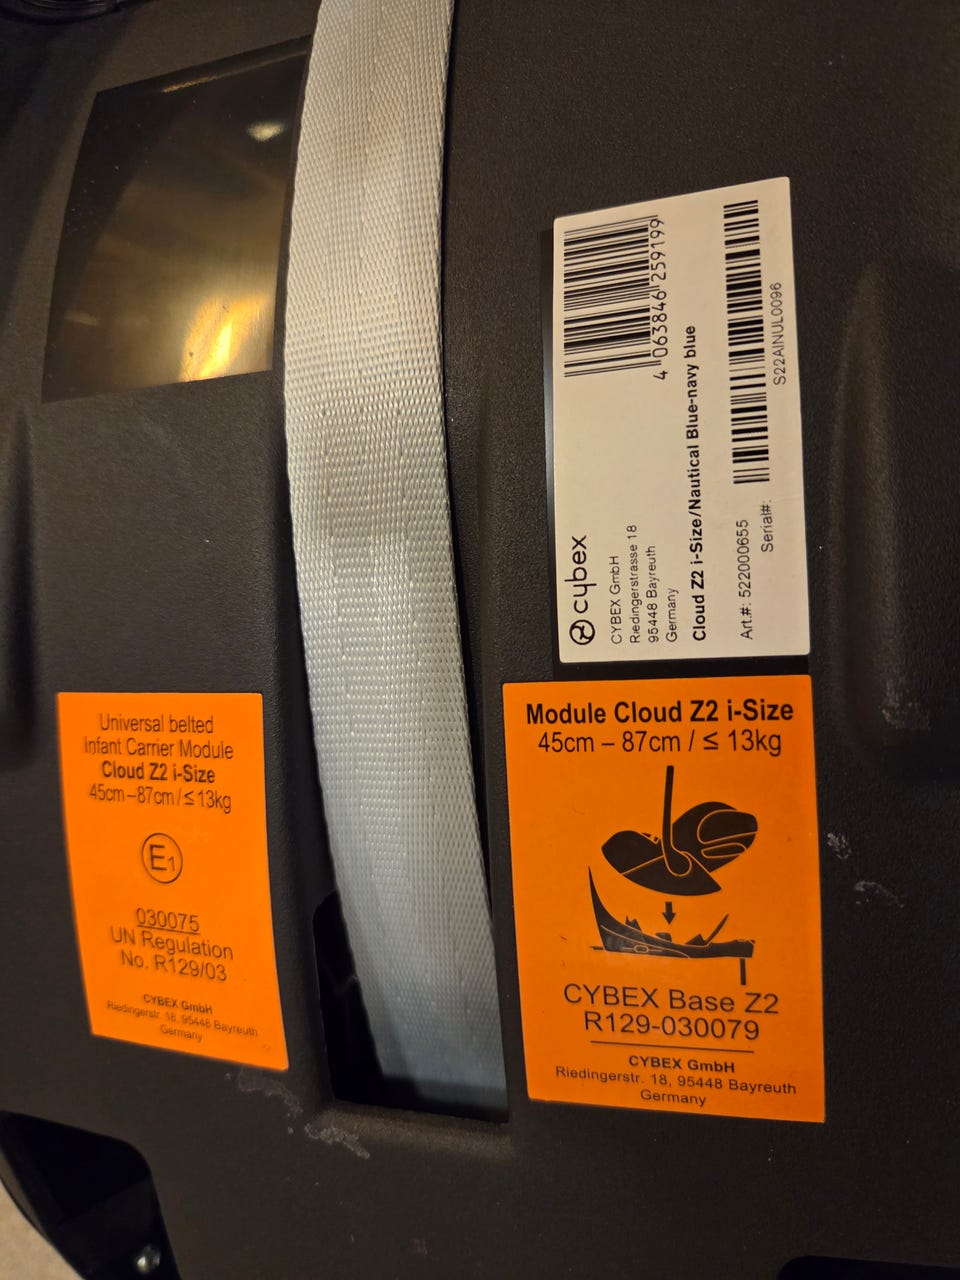 4 063846 259199
cybex
CYBEX GmbH
Riedingerstrasse 18
95448 Bayreuth
Germany
Cloud Z2 i-Size/Nautical Blue-navy blue
Art.#: 522000655
Serial#:
S22AINUL0096
Universal belted
Infant Carrier Module
Cloud Z2 i-Size
45cm–87cm/≤13kg
E1
030075
UN Regulation
No. R129/03
CYBEX GmbH
Riedingerstr. 18, 95448 Bayreuth
Germany
Module Cloud Z2 i-Size
45cm – 87cm / ≤ 13kg
CYBEX Base Z2
R129-030079
CYBEX GmbH
Riedingerstr. 18, 95448 Bayreuth
Germany